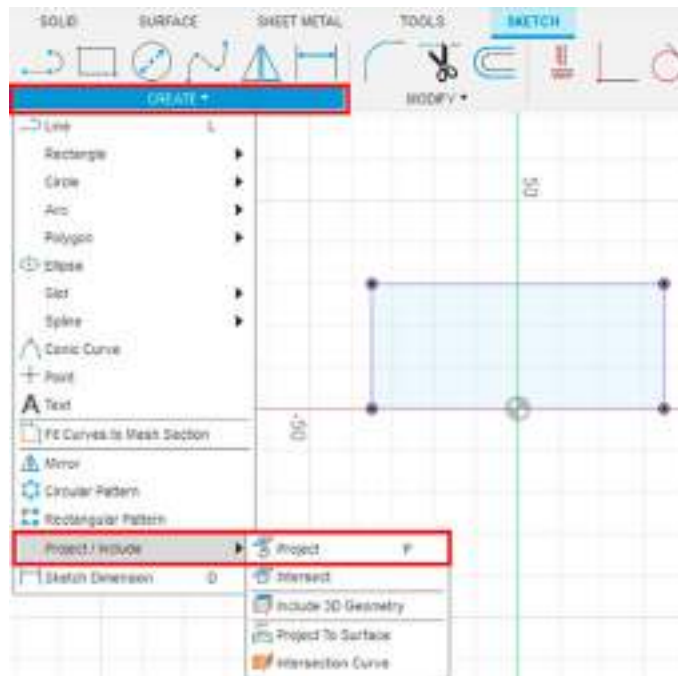 SOLID SURFACE SHEET METAL TOOLS SKETCH
CREATE MODIFY
Line L
Rectangle
Circle
Arc
Polygon
Ellipse
Slot
Spline
Conic Curve
Point
Text
Fit Curves to Mesh Section
Mirror
Circular Pattern
Rectangular Pattern
Project / Include
Sketch Dimension D
Project P
Intersect
Include 3D Geometry
Project To Surface
Intersection Curve
50
-50